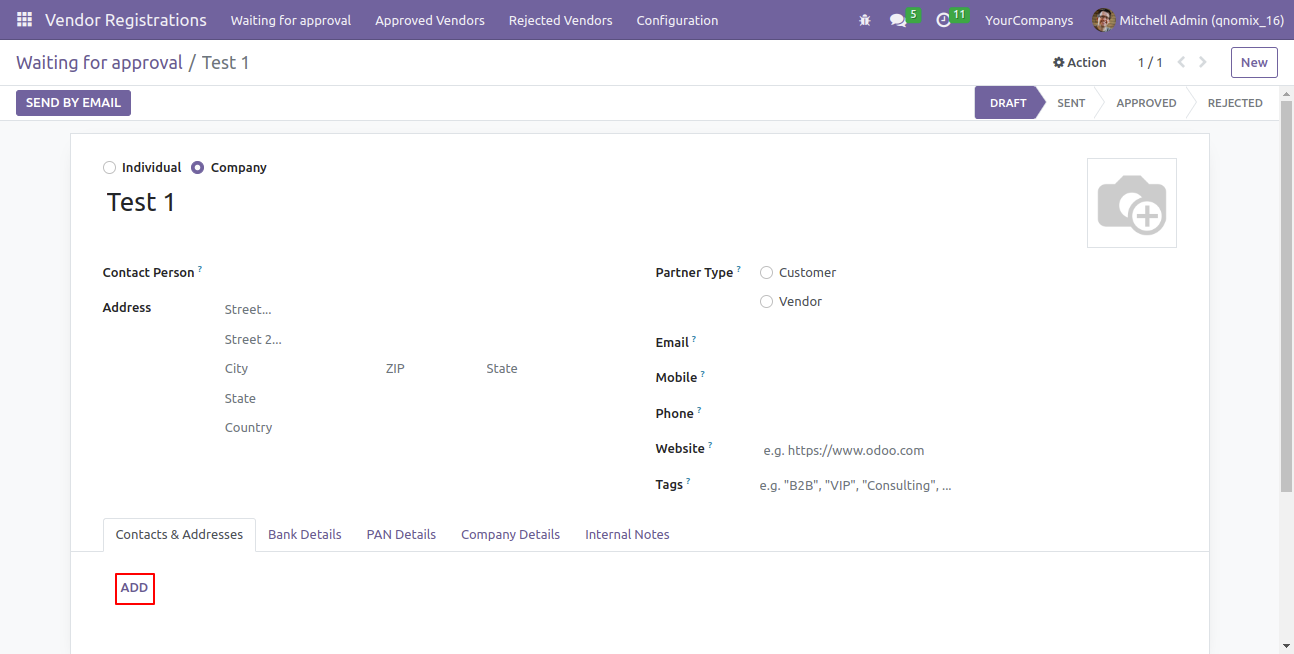 Vendor Registrations Waiting for approval Approved Vendors Rejected Vendors Configuration 5 11 YourCompanys Mitchell Admin (qnomix_16)
Waiting for approval / Test 1 Action 1 / 1 New
SEND BY EMAIL DRAFT SENT APPROVED REJECTED
Individual Company
Test 1
Contact Person ? Partner Type ? Customer
Address Street... Vendor
Street 2... Email ?
City ZIP State Mobile ?
State Phone ?
Country Website ? e.g. https://www.odoo.com
Tags ? e.g. "B2B", "VIP", "Consulting", ...
Contacts & Addresses Bank Details PAN Details Company Details Internal Notes
ADD